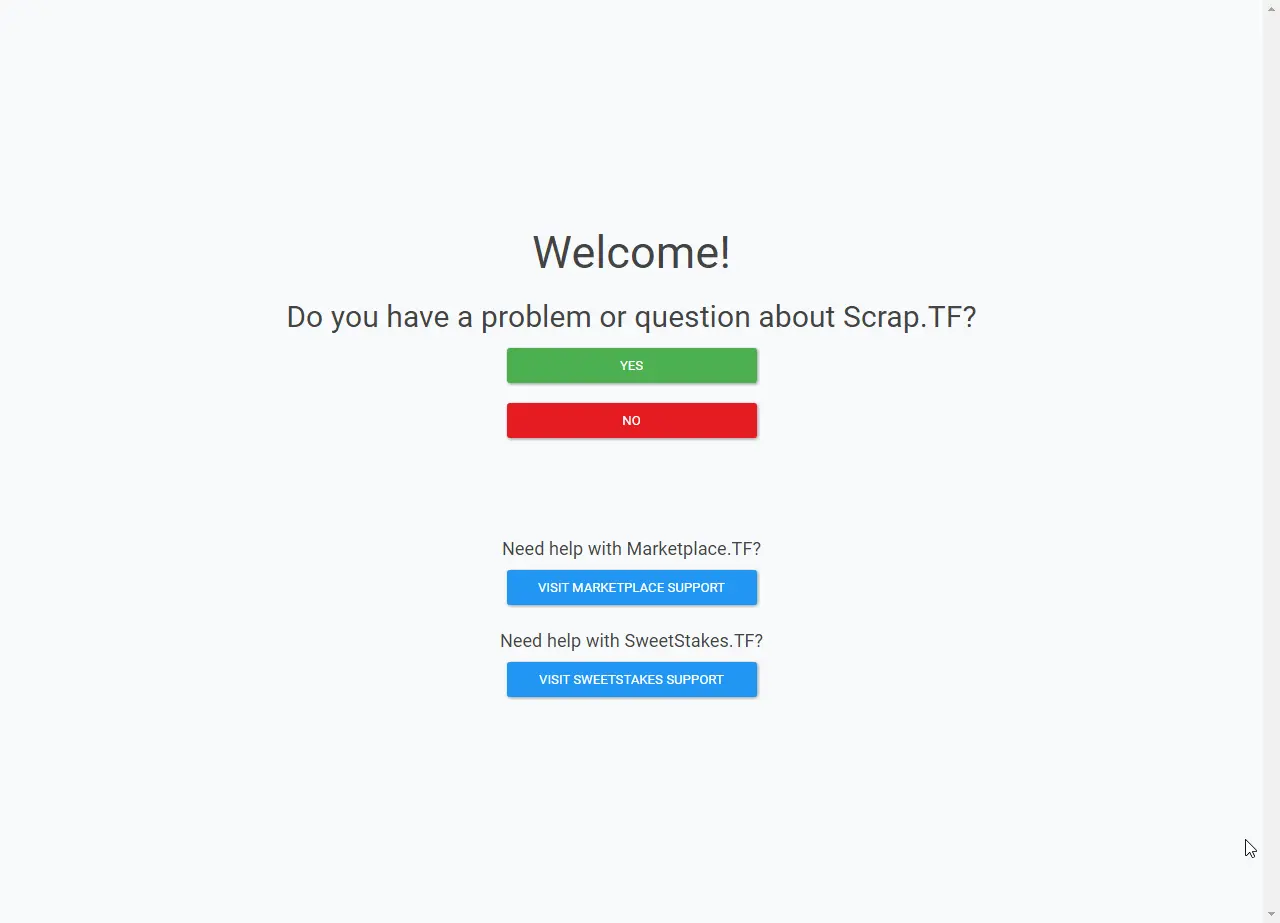 Welcome!
Do you have a problem or question about Scrap.TF?
YES
NO
Need help with Marketplace.TF?
VISIT MARKETPLACE SUPPORT
Need help with SweetStakes.TF?
VISIT SWEETSTAKES SUPPORT